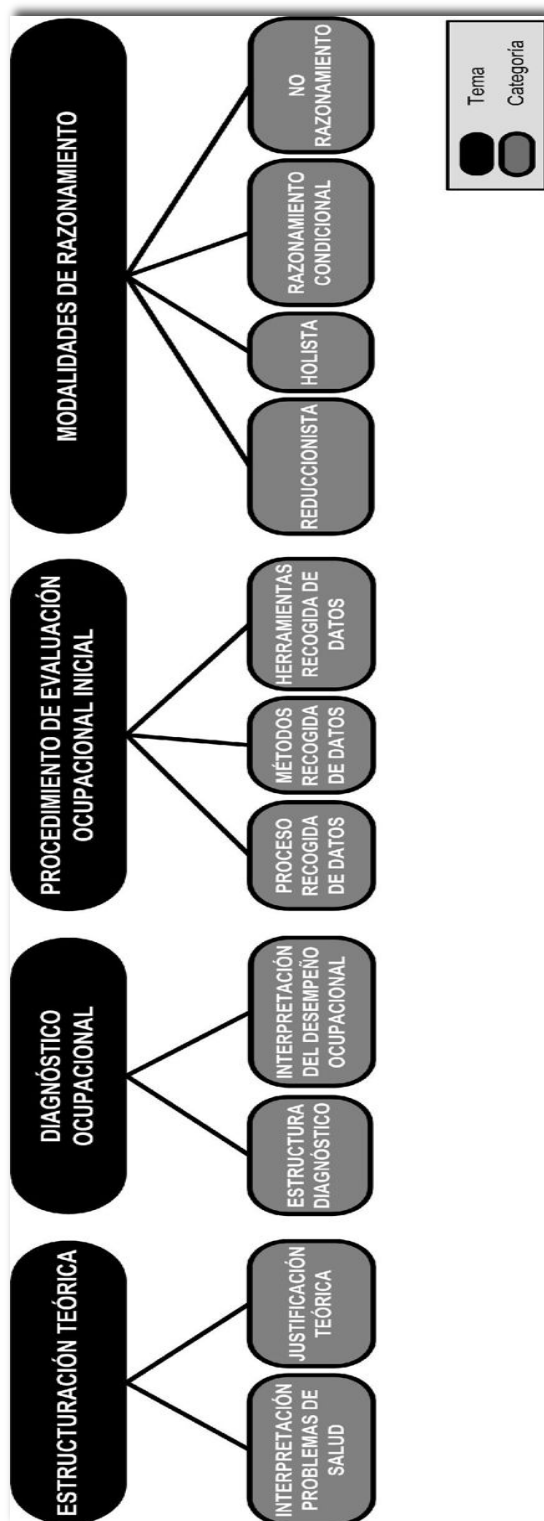 ESTRUCTURACIÓN TEÓRICA
INTERPRETACIÓN
PROBLEMAS DE
SALUD
JUSTIFICACIÓN
TEÓRICA
DIAGNÓSTICO
OCUPACIONAL
ESTRUCTURA
DIAGNÓSTICO
INTERPRETACIÓN
DEL DESEMPEÑO
OCUPACIONAL
PROCEDIMIENTO DE EVALUACIÓN
OCUPACIONAL INICIAL
PROCESO
RECOGIDA
DE DATOS
MÉTODOS
RECOGIDA
DE DATOS
HERRAMIENTAS
RECOGIDA DE
DATOS
MODALIDADES DE RAZONAMIENTO
REDUCCIONISTA
HOLISTA
RAZONAMIENTO
CONDICIONAL
NO
RAZONAMIENTO
Tema
Categoría